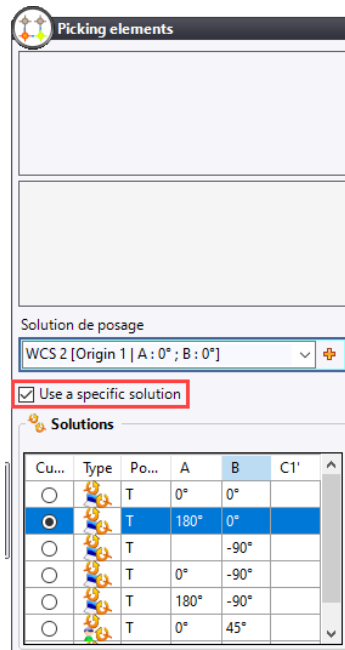 Picking elements
Solution de posage
WCS 2 [Origin 1 | A : 0° ; B : 0°]
Use a specific solution
Solutions
Cu... Type Po... A B C1'
T 0° 0°
T 180° 0°
T -90°
T 0° -90°
T 180° -90°
T 0° 45°